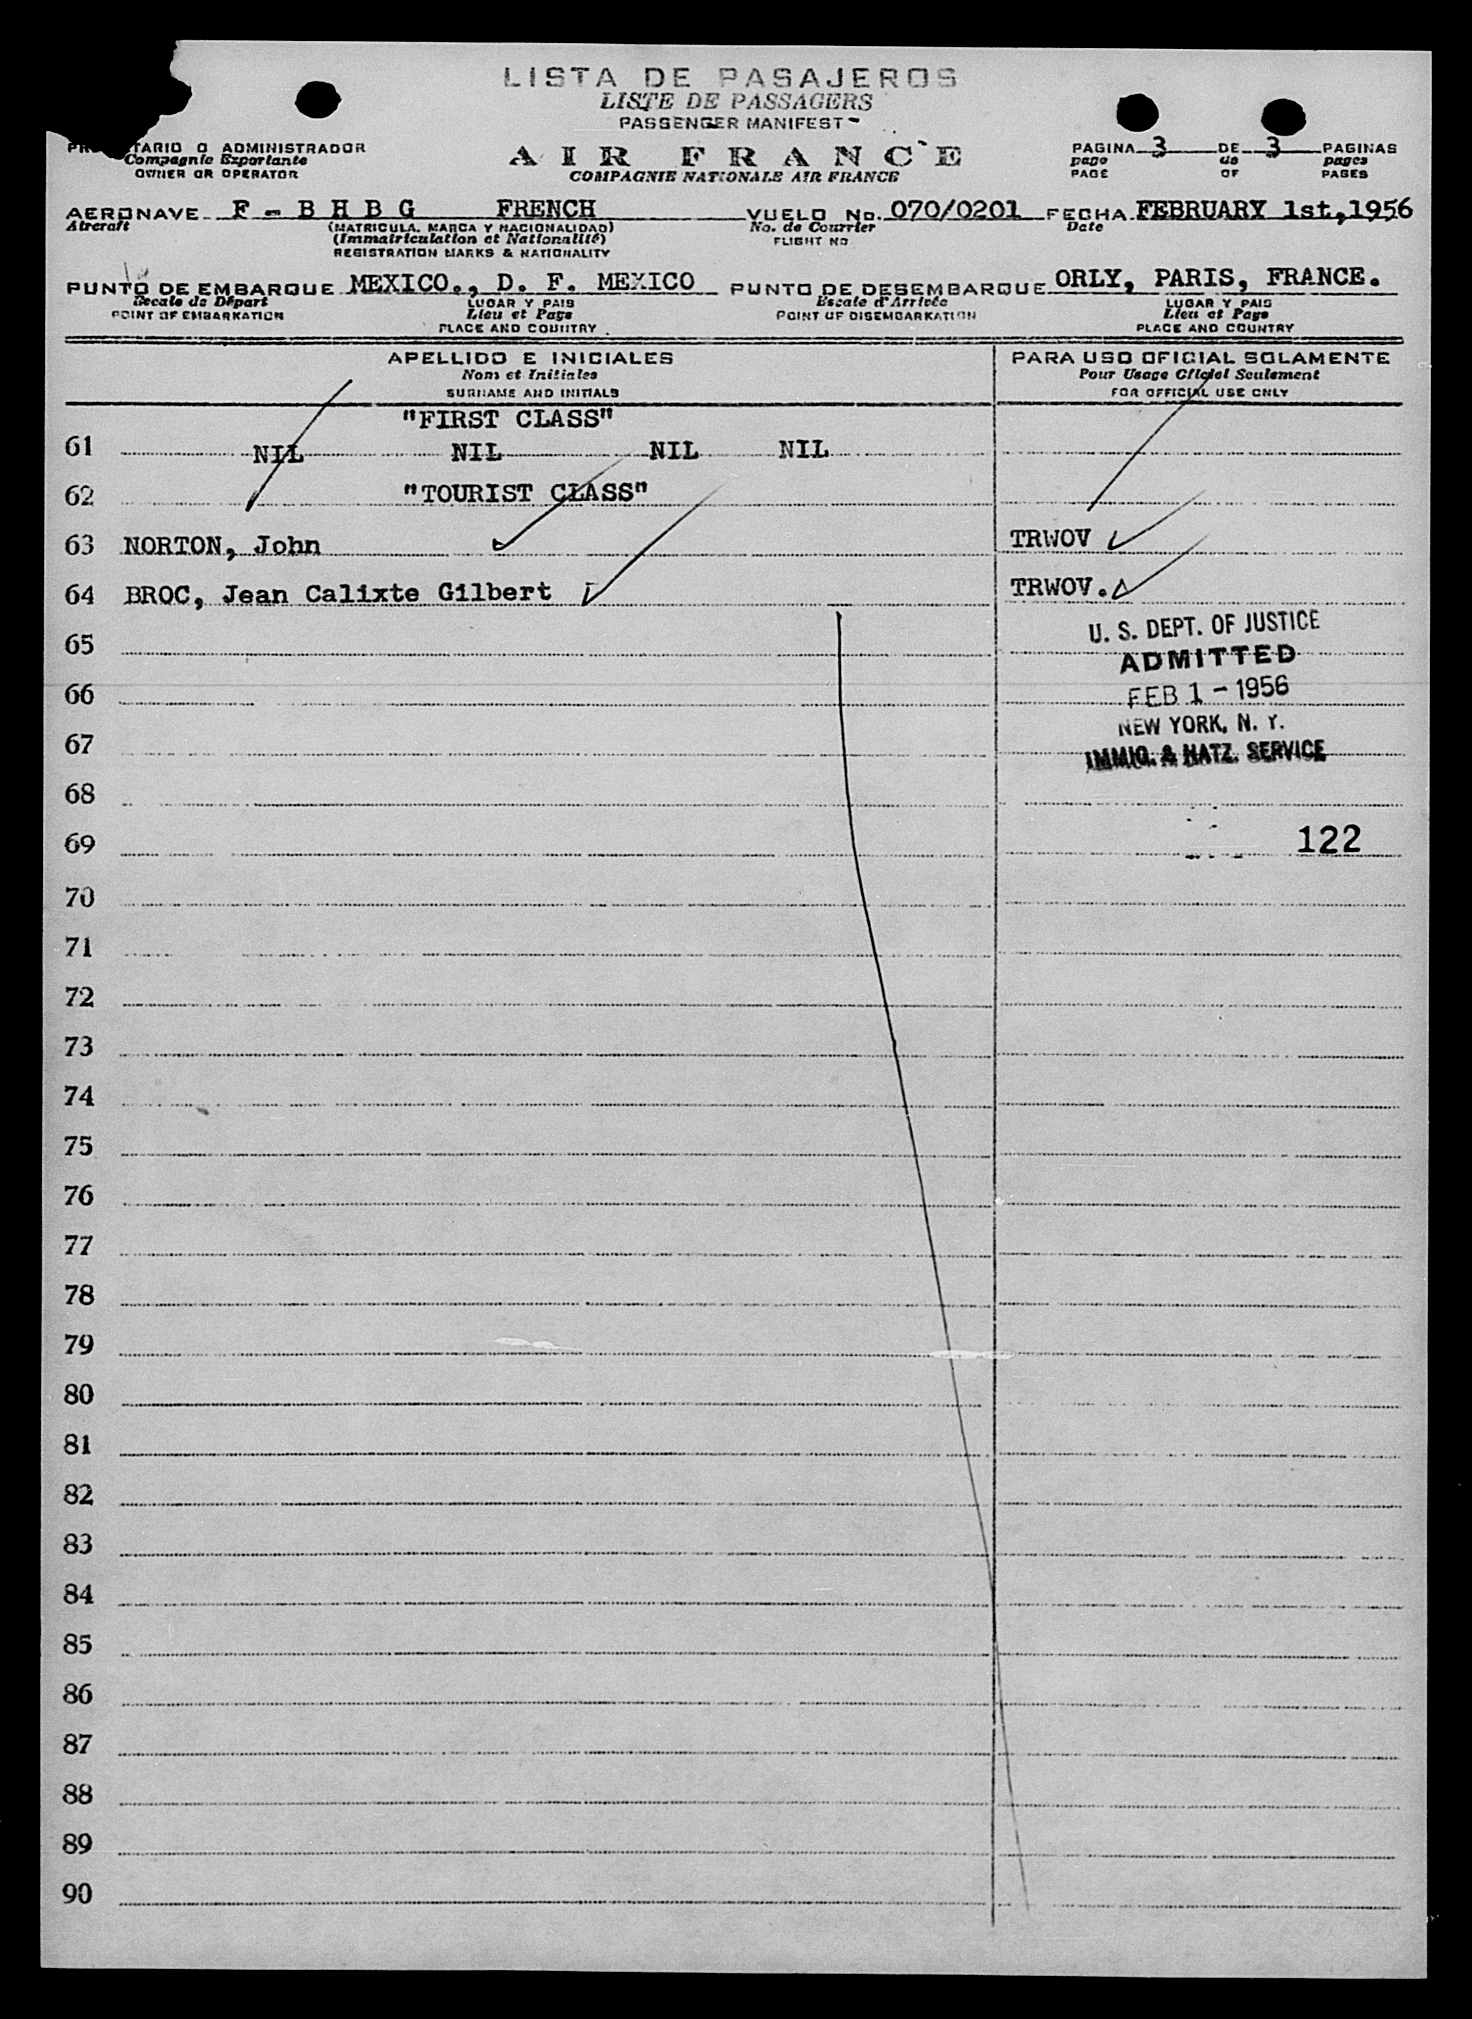 LISTA DE PASAJEROS
LISTE DE PASSAGERS
PASSENGER MANIFEST
TARIO O ADMINISTRADOR
Compagnie Exportante
OWNER OR OPERATOR
AIR FRANCE
COMPAGNIE NATIONALE AIR FRANCE
PAGINA 3 DE 3 PAGINAS
page de pages
PAGE OF PAGES
AERONAVE F - B H B G FRENCH VUELO No. 070/0201 FECHA FEBRUARY 1st,1956
Aircraft (MATRICULA, MARCA Y NACIONALIDAD) No. de Courrier Date
(Immatriculation et Nationalité) FLIGHT NO
REGISTRATION MARKS & NATIONALITY
PUNTO DE EMBARQUE MEXICO., D. F. MEXICO PUNTO DE DESEMBARQUE ORLY, PARIS, FRANCE.
Escale de Départ LUGAR Y PAIS Escale d'Arrivée LUGAR Y PAIS
POINT OF EMBARKATION Lieu et Pays POINT OF DISEMBARKATION Lieu et Pays
PLACE AND COUNTRY PLACE AND COUNTRY
APELLIDO E INICIALES PARA USO OFICIAL SOLAMENTE
Nom et Initiales Pour Usage Officiel Seulement
SURNAME AND INITIALS FOR OFFICIAL USE ONLY
"FIRST CLASS"
61 NIL NIL NIL NIL
62 "TOURIST CLASS"
63 NORTON, John TRWOV
64 BROC, Jean Calixte Gilbert TRWOV.
U. S. DEPT. OF JUSTICE
65 ADMITTED
66 FEB 1 - 1956
NEW YORK, N. Y.
67 IMMIG. & NATZ. SERVICE
68
69 122
70
71
72
73
74
75
76
77
78
79
80
81
82
83
84
85
86
87
88
89
90